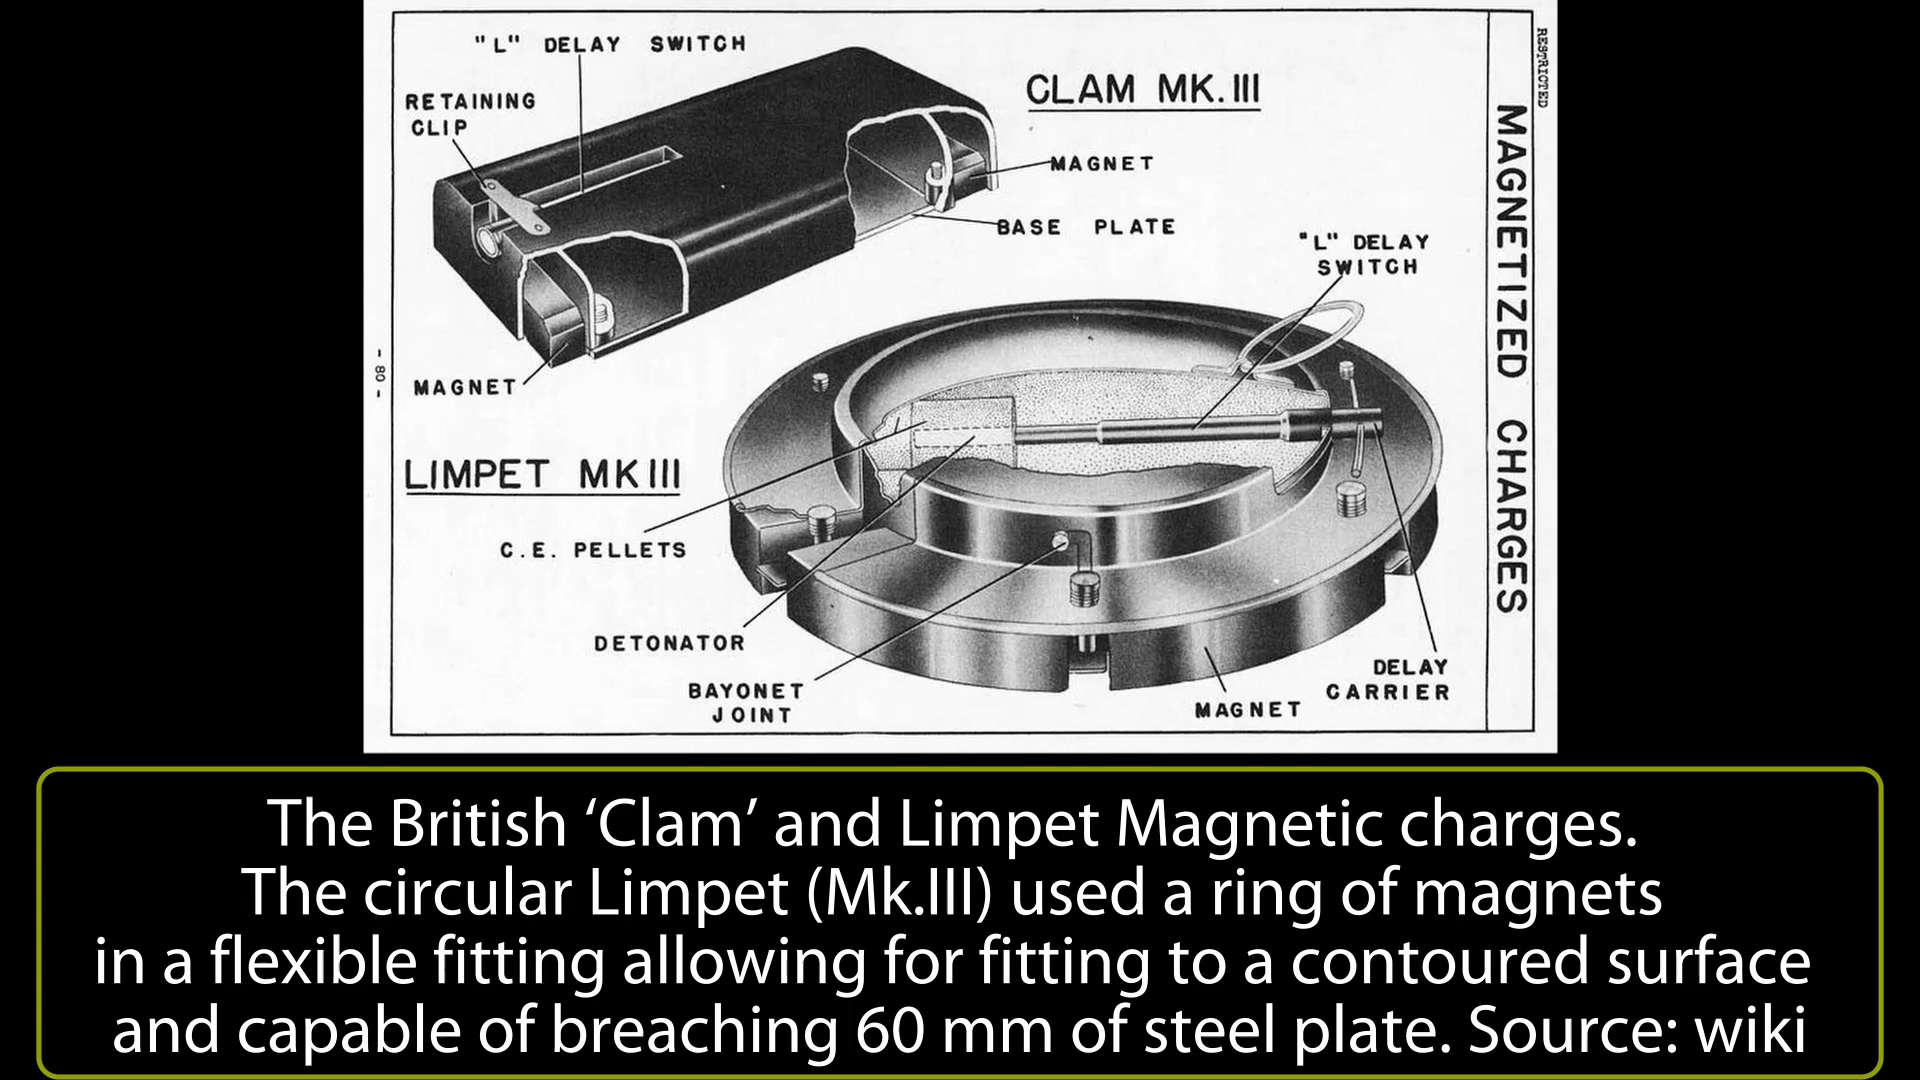 "L" DELAY SWITCH
RETAINING
CLIP
CLAM MK.III
MAGNET
BASE PLATE
"L" DELAY
SWITCH
MAGNET
LIMPET MK III
C.E. PELLETS
DETONATOR
BAYONET
JOINT
MAGNET
DELAY
CARRIER
RESTRICTED
MAGNETIZED CHARGES
- 80 -
The British ‘Clam’ and Limpet Magnetic charges.
The circular Limpet (Mk.III) used a ring of magnets
in a flexible fitting allowing for fitting to a contoured surface
and capable of breaching 60 mm of steel plate. Source: wiki